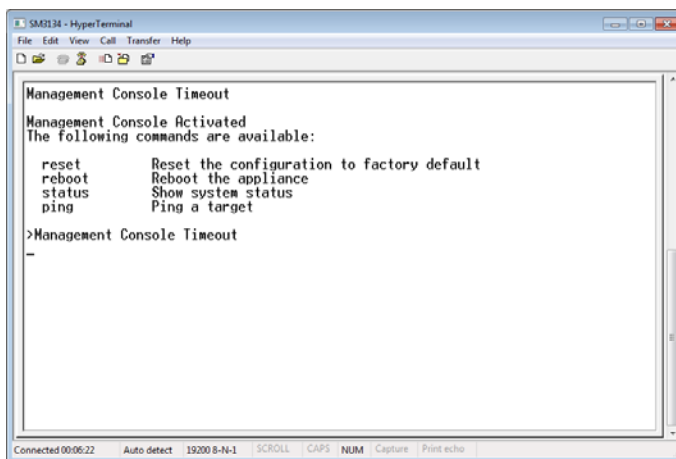 SM3134 - HyperTerminal
File Edit View Call Transfer Help
Management Console Timeout
Management Console Activated
The following commands are available:
reset Reset the configuration to factory default
reboot Reboot the appliance
status Show system status
ping Ping a target
>Management Console Timeout
_
Connected 00:06:22 Auto detect 19200 8-N-1 SCROLL CAPS NUM Capture Print echo